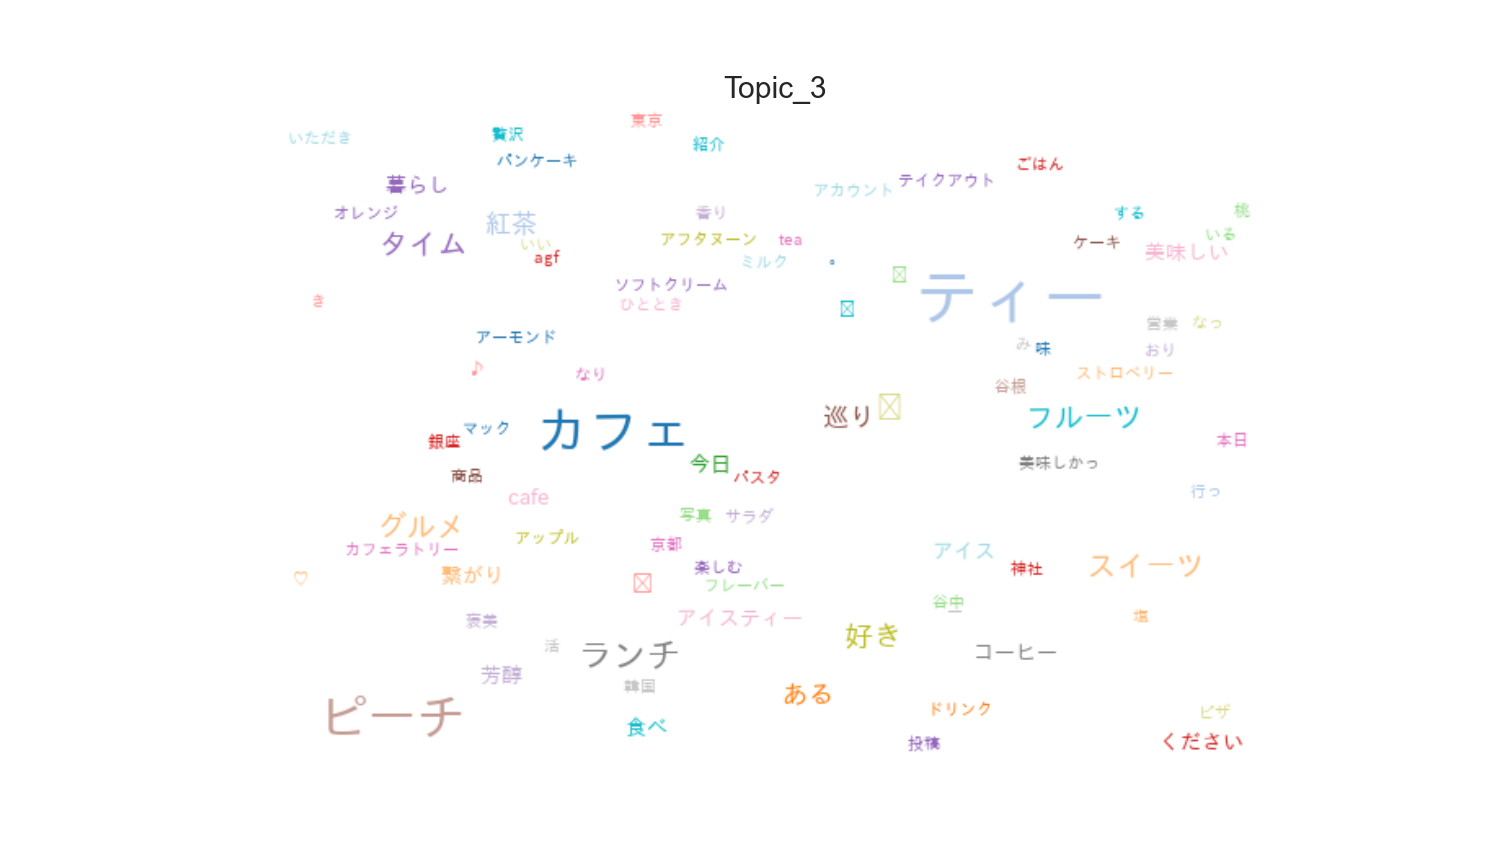 Topic_3
東京
いただき
贅沢
紹介
パンケーキ
ごはん
暮らし
アカウント
テイクアウト
オレンジ
香り
する
桃
紅茶
いい
タイム
agf
アフタヌーン
tea
ミルク
。
ケーキ
いる
美味しい
ソフトクリーム
ひととき
ティー
き
アーモンド
営業
なっ
み
味
おり
♪
なり
ストロベリー
谷根
カフェ
巡り
フルーツ
マック
銀座
本日
商品
今日
パスタ
美味しかっ
cafe
行っ
グルメ
写真
サラダ
カフェラトリー
アップル
京都
アイス
スイーツ
♡
繋がり
楽しむ
フレーバー
神社
褒美
アイスティー
谷中
_
塩
活
ランチ
好き
コーヒー
芳醇
韓国
ある
ピーチ
食べ
ドリンク
ピザ
投稿
ください